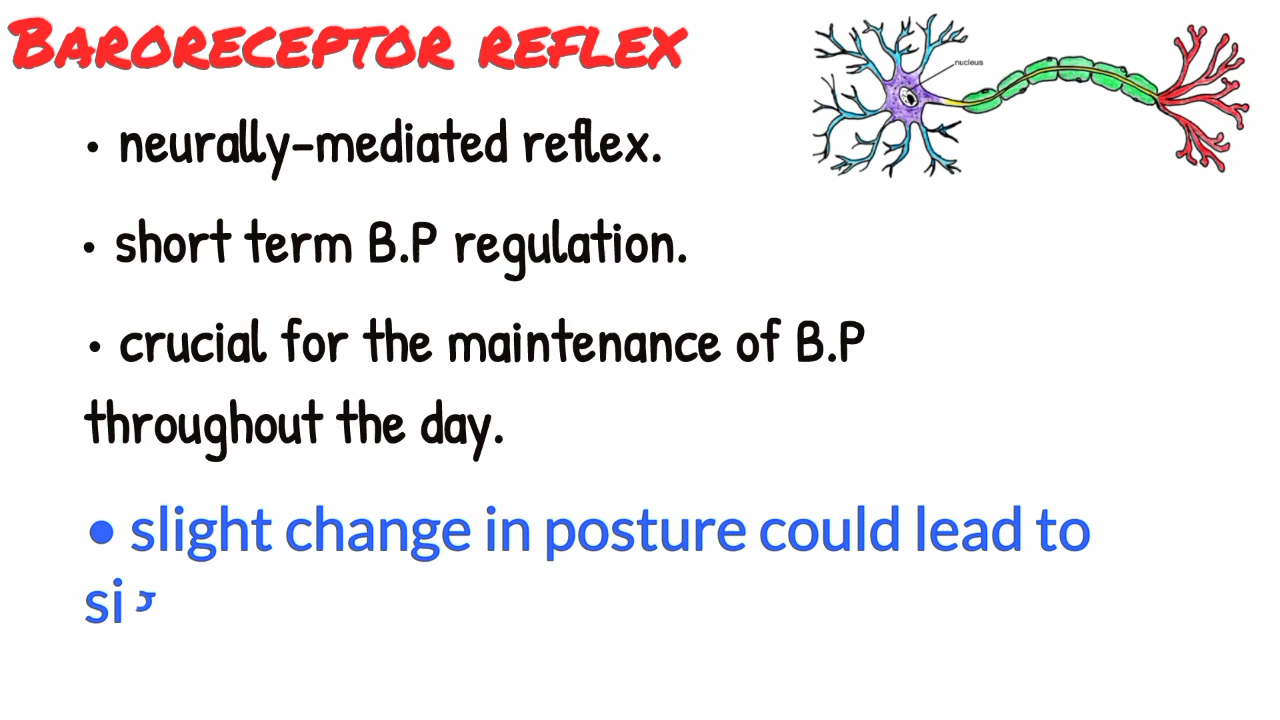 BARORECEPTOR REFLEX
nucleus
• neurally-mediated reflex.
• short term B.P regulation.
• crucial for the maintenance of B.P
throughout the day.
• slight change in posture could lead to
si